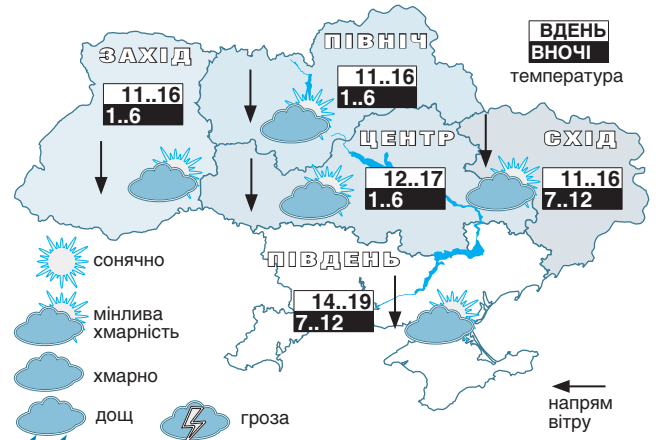 ЗАХІД
11..16
1..6
ПІВНІЧ
11..16
1..6
ВДЕНЬ
ВНОЧІ
температура
ЦЕНТР
12..17
1..6
СХІД
11..16
7..12
ПІВДЕНЬ
14..19
7..12
сонячно
мінлива
хмарність
хмарно
дощ
гроза
напрям
вітру